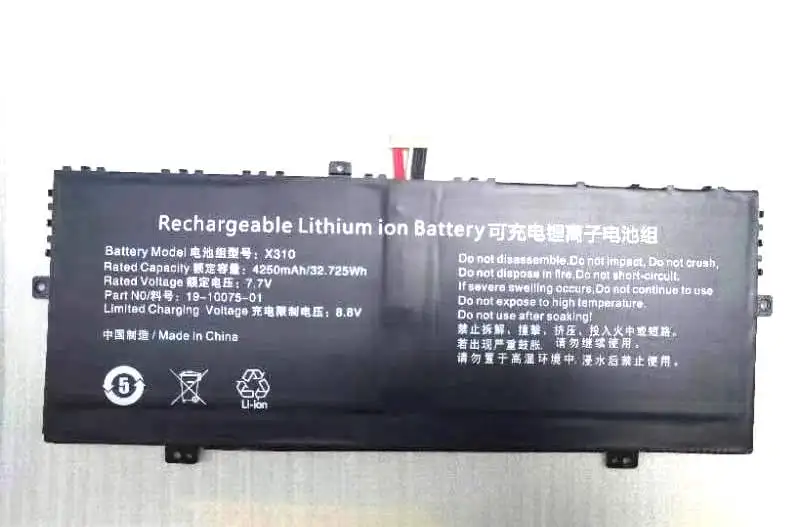 Rechargeable Lithium ion Battery可充电锂离子电池组
Battery Model 电池组型号：X310
Rated Capacity 额定容量：4250mAh/32.725Wh
Rated Voltage 额定电压：7.7V
Part N0/料号：19-10075-01
Limited Charging Voltage 充电限制电压：8.8V
中国制造 / Made in China
5
Li-ion
Do not disassemble.Do not impact, Do not crush,
Do not dispose in fire.Do not short-circuit.
If severe swelling occurs,Do not continue to use
Do not expose to high temperature.
Do not use after soaking!
禁止拆解、撞击、挤压、投入火中或短路.
若出现严重鼓胀. 请勿继续使用.
请勿置于高温环境中. 浸水后禁止使用.